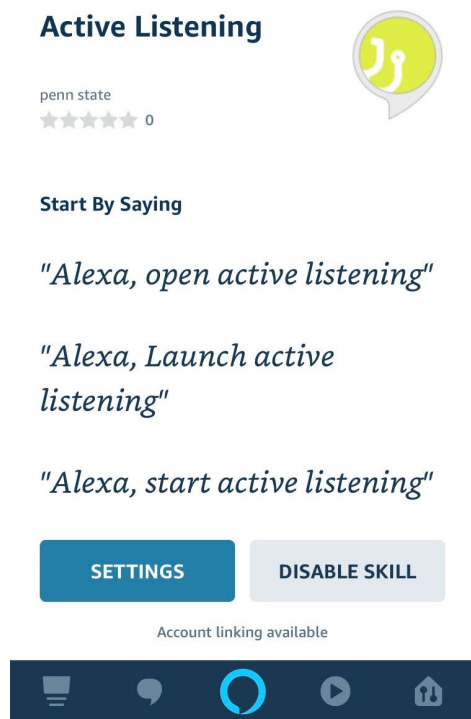 Active Listening
penn state
0
Start By Saying
"Alexa, open active listening"
"Alexa, Launch active
listening"
"Alexa, start active listening"
SETTINGS
DISABLE SKILL
Account linking available